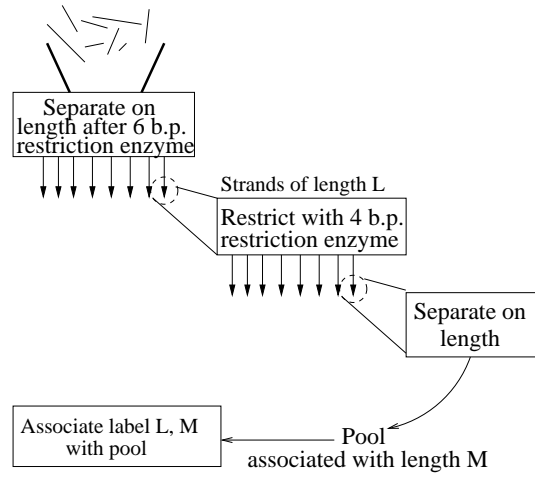 Separate on
length after 6 b.p.
restriction enzyme
Strands of length L
Restrict with 4 b.p.
restriction enzyme
Separate on
length
Associate label L, M
with pool
Pool
associated with length M